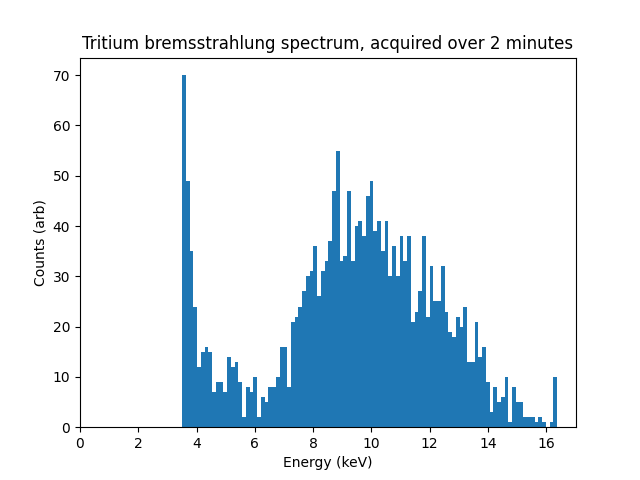 Tritium bremsstrahlung spectrum, acquired over 2 minutes
70
60
50
40
30
20
10
0
Counts (arb)
0 2 4 6 8 10 12 14 16
Energy (keV)